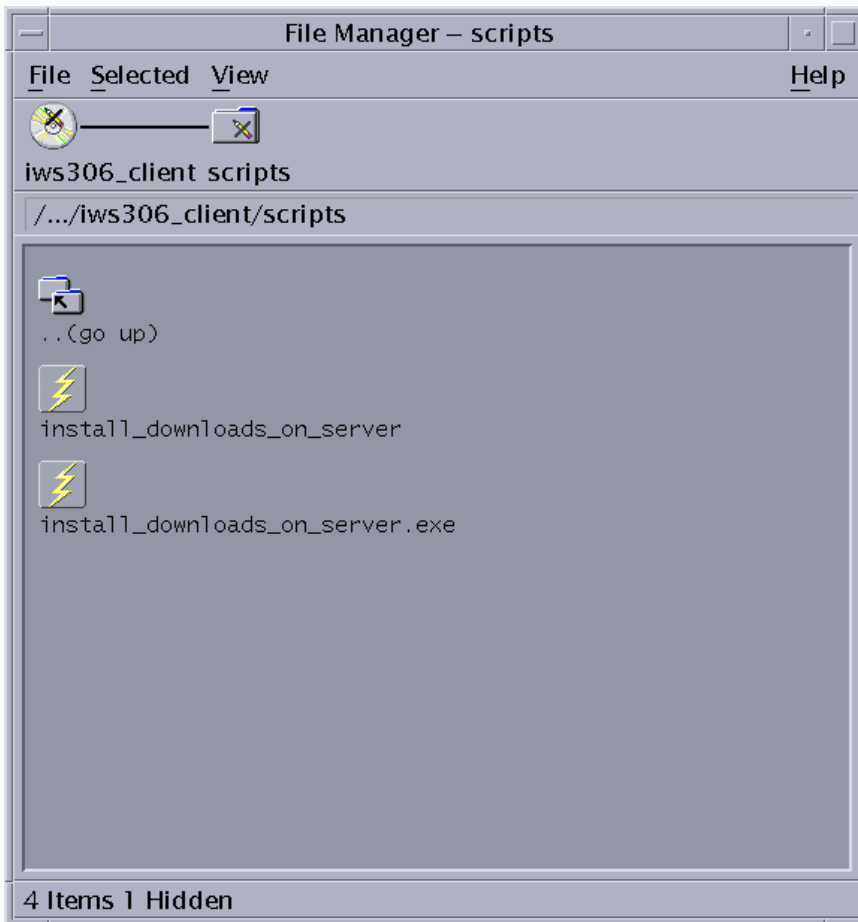 File Manager – scripts
File Selected View Help
iws306_client scripts
/.../iws306_client/scripts
..(go up)
install_downloads_on_server
install_downloads_on_server.exe
4 Items 1 Hidden